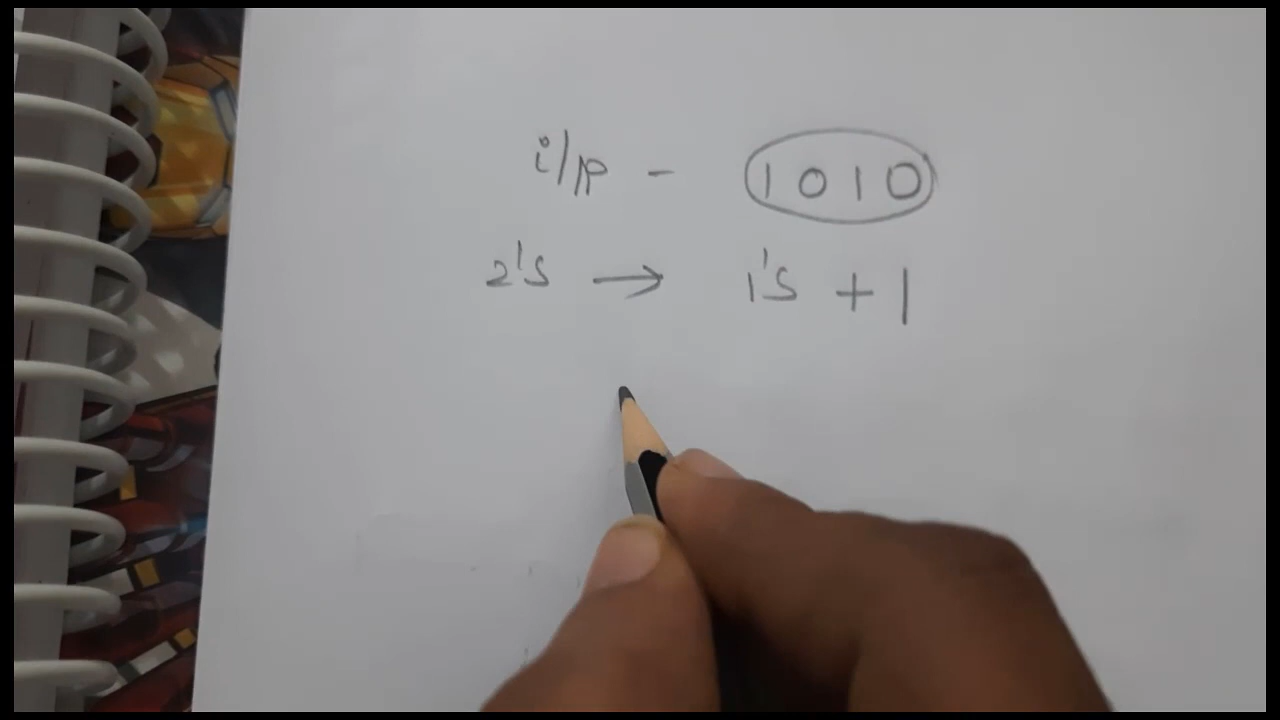 i/p - 1010
2's → 1's + 1